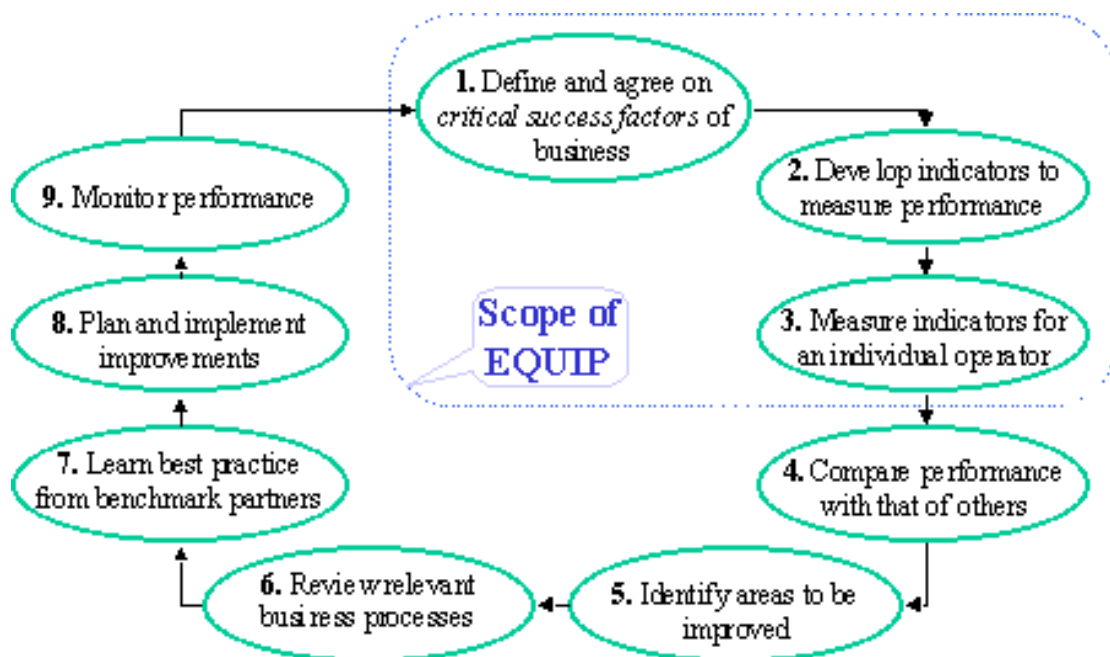 1. Define and agree on
critical success factors of
business
2. Develop indicators to
measure performance
3. Measure indicators for
an individual operator
4. Compare performance
with that of others
5. Identify areas to be
improved
6. Review relevant
business processes
7. Learn best practice
from benchmark partners
8. Plan and implement
improvements
9. Monitor performance
Scope of
EQUIP